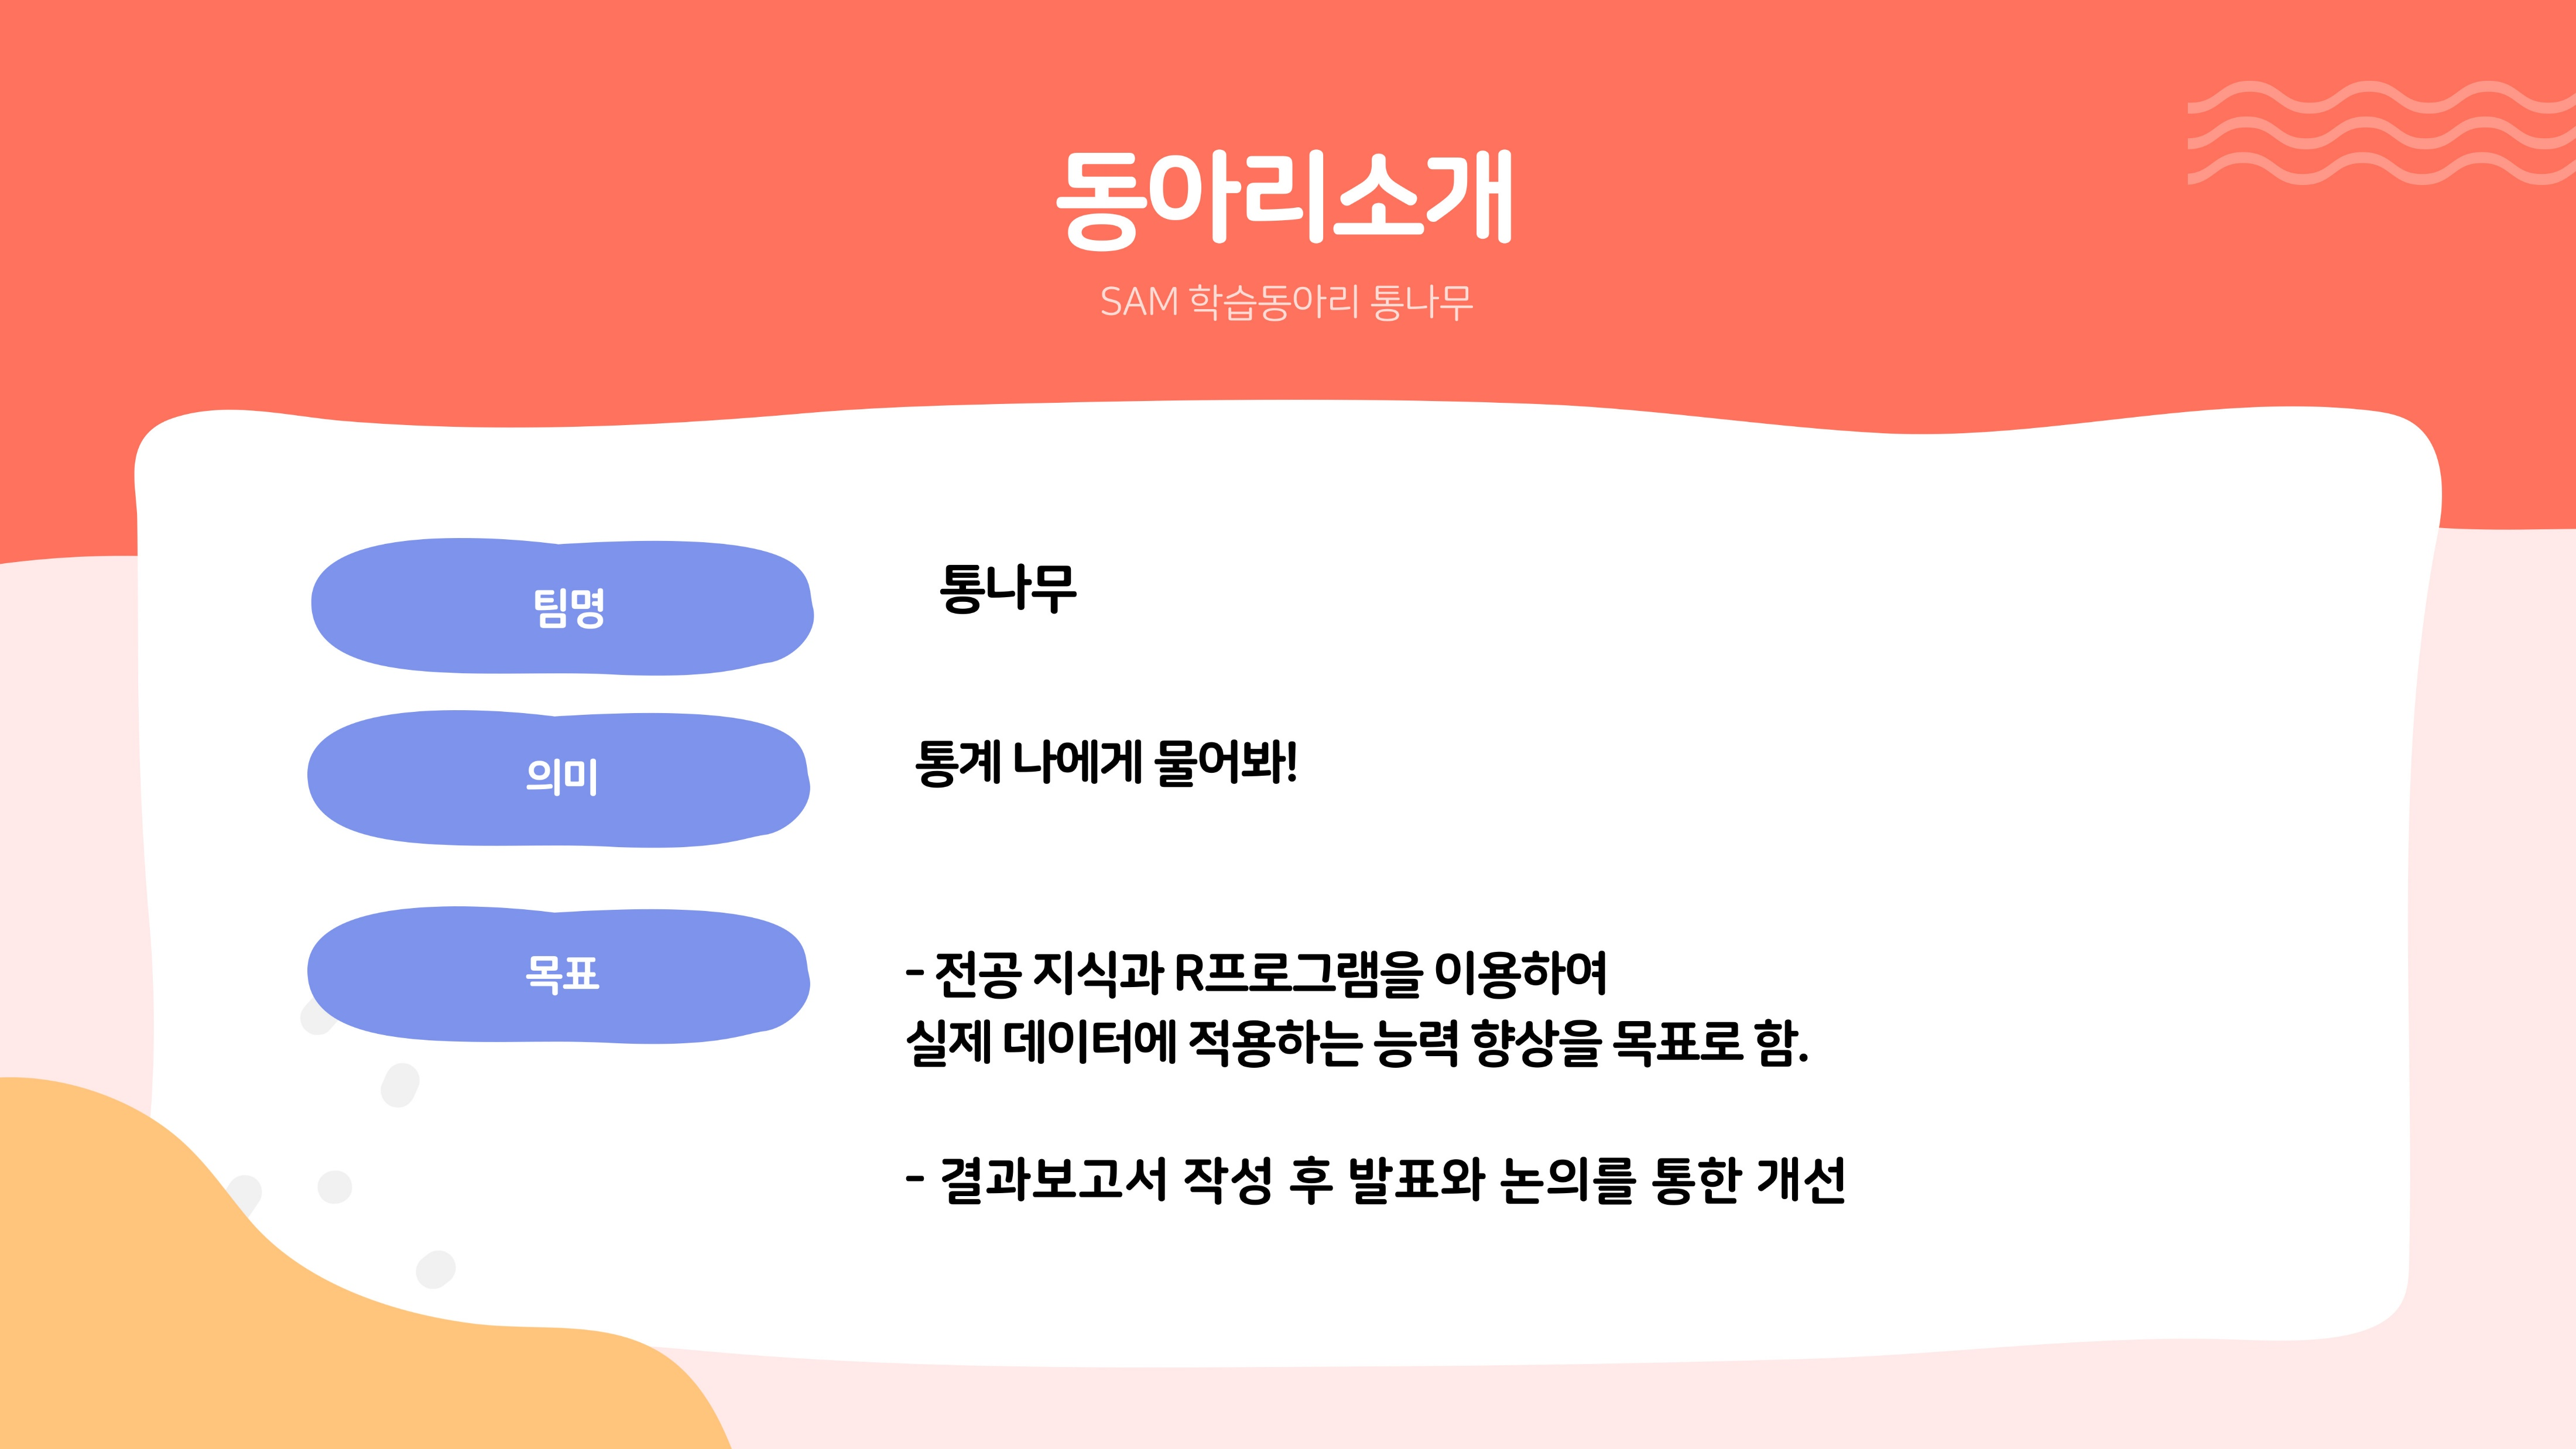 동아리소개
SAM 학습동아리 통나무
팀명
통나무
의미
통계 나에게 물어봐!
목표
- 전공 지식과 R프로그램을 이용하여
실제 데이터에 적용하는 능력 향상을 목표로 함.
- 결과보고서 작성 후 발표와 논의를 통한 개선